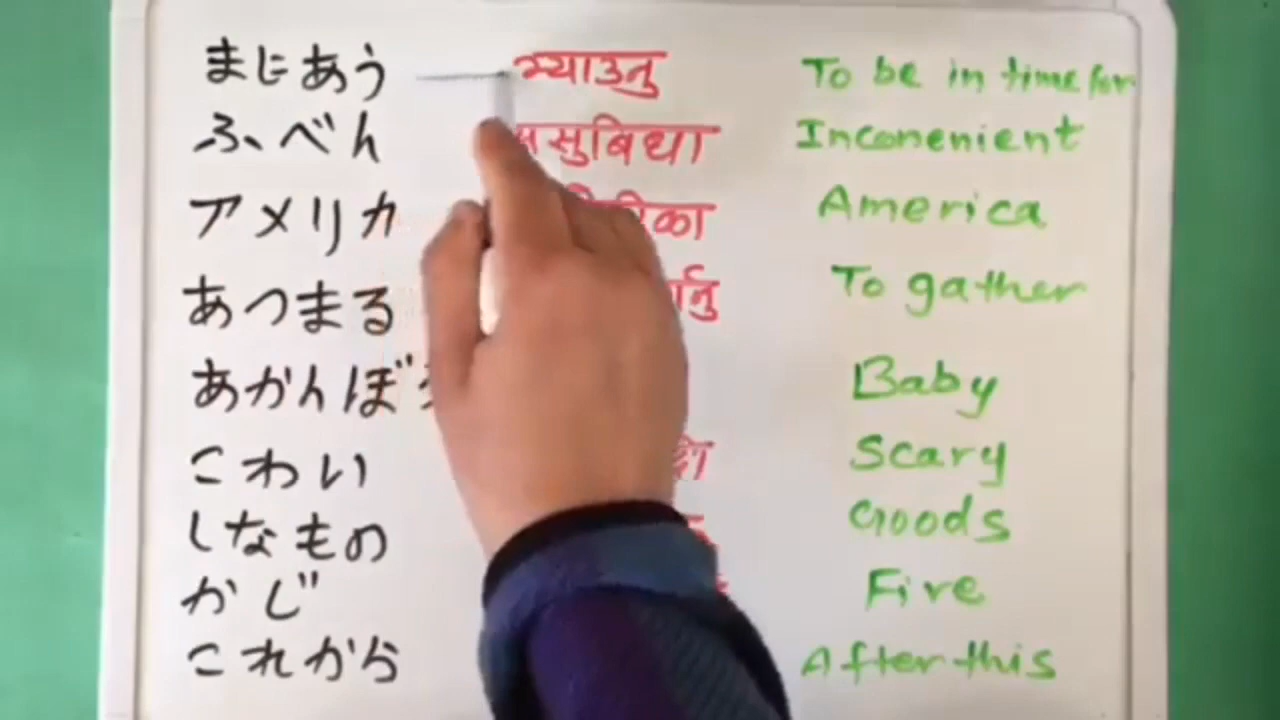 まにあう भ्याउनु To be in time for
ふべん असुबिधा Inconenient
アメリカ America
あつまる To gather
あかんぼう Baby
こわい Scary
しなもの Goods
かじ Fire
これから After this